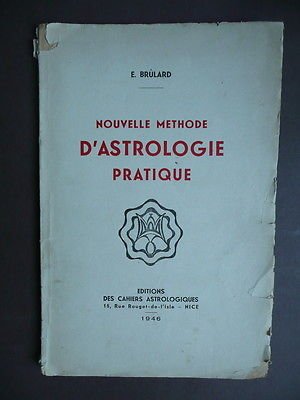 E. BRÛLARD
NOUVELLE METHODE
D'ASTROLOGIE
PRATIQUE
EDITIONS
DES CAHIERS ASTROLOGIQUES
15, Rue Rouget-de-l'Isle - NICE
1946